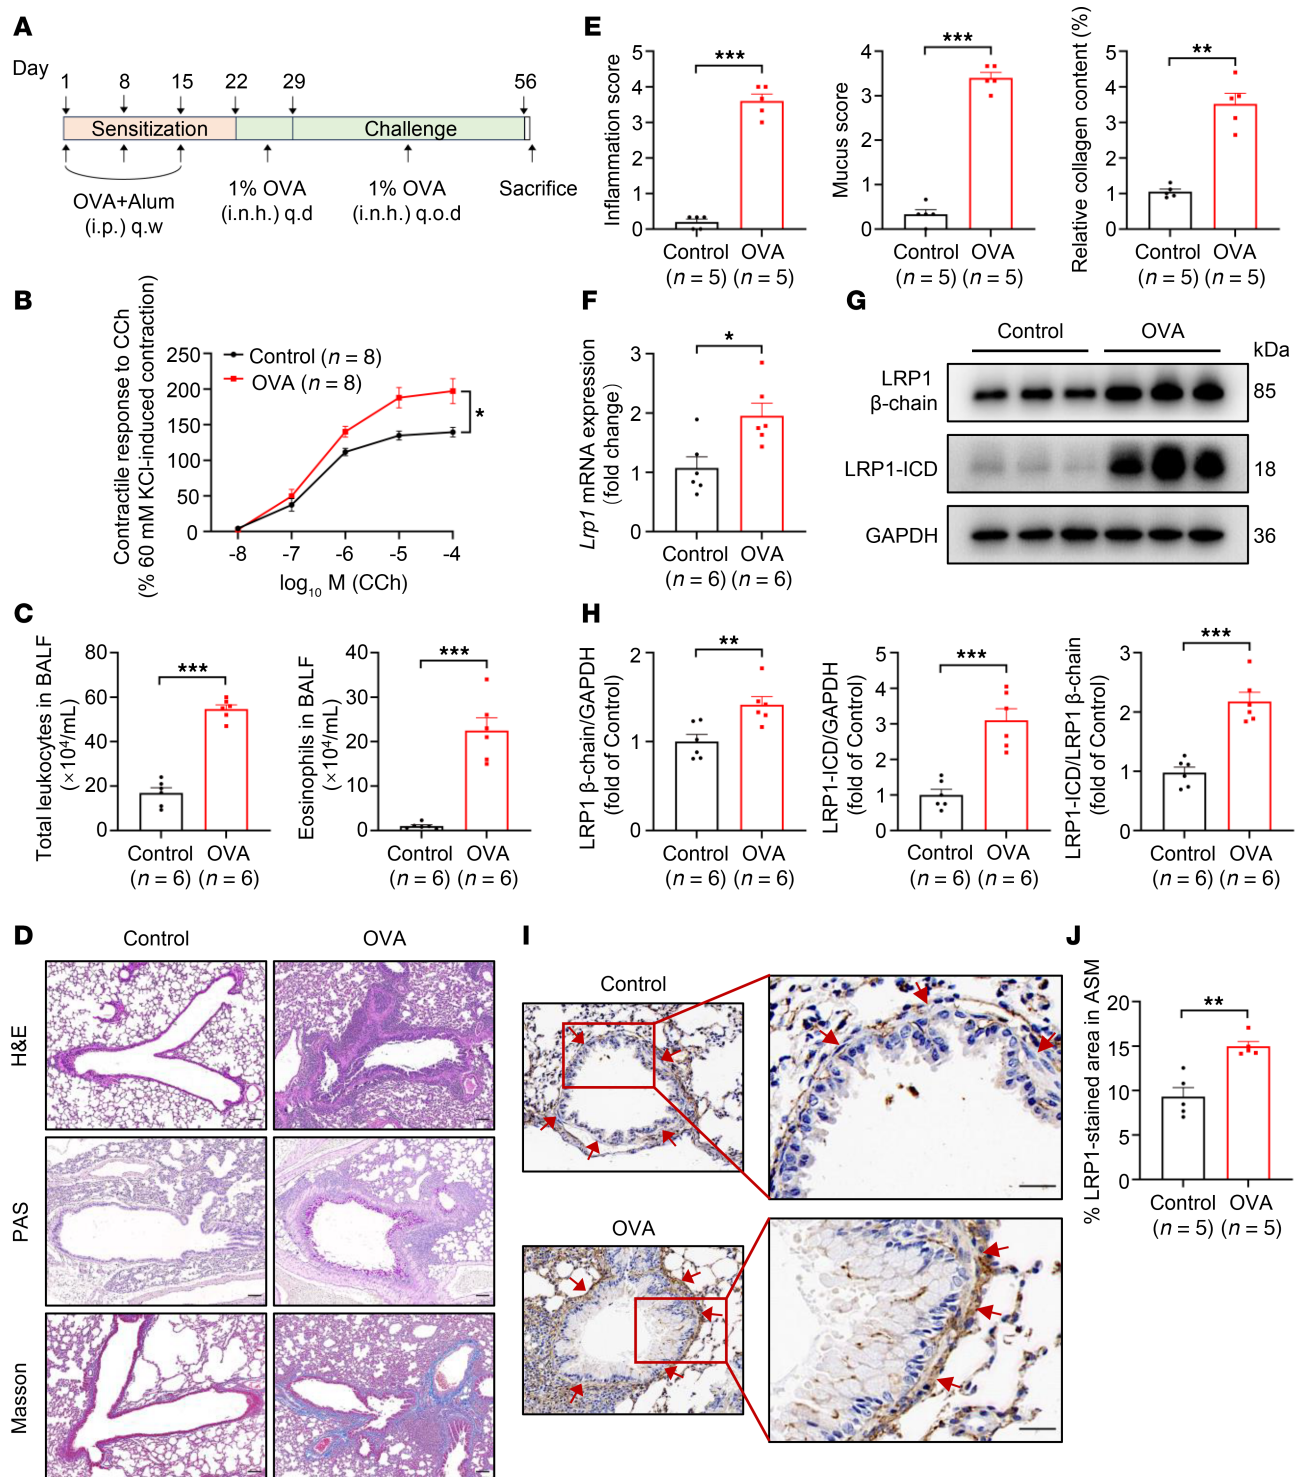 A
Day
1 8 15 22 29 56
Sensitization
Challenge
OVA+Alum
(i.p.) q.w
1% OVA
(i.n.h.) q.d
1% OVA
(i.n.h.) q.o.d
Sacrifice
B
Contractile response to CCh
(% 60 mM KCl-induced contraction)
250
200
150
100
50
0
Control (n = 8)
OVA (n = 8)
*
-8 -7 -6 -5 -4
log10 M (CCh)
C
Total leukocytes in BALF
(×10⁴/mL)
80
60
40
20
0
***
Control OVA
(n = 6) (n = 6)
Eosinophils in BALF
(×10⁴/mL)
40
30
20
10
0
***
Control OVA
(n = 6) (n = 6)
D
Control OVA
H&E
PAS
Masson
E
Inflammation score
5
4
3
2
1
0
***
Control OVA
(n = 5) (n = 5)
Mucus score
4
3
2
1
0
***
Control OVA
(n = 5) (n = 5)
Relative collagen content (%)
5
4
3
2
1
0
**
Control OVA
(n = 5) (n = 5)
F
Lrp1 mRNA expression
(fold change)
3
2
1
0
*
Control OVA
(n = 6) (n = 6)
G
Control OVA
kDa
LRP1
β-chain
85
LRP1-ICD 18
GAPDH 36
H
LRP1 β-chain/GAPDH
(fold of Control)
2
1
0
**
Control OVA
(n = 6) (n = 6)
LRP1-ICD/GAPDH
(fold of Control)
5
4
3
2
1
0
***
Control OVA
(n = 6) (n = 6)
LRP1-ICD/LRP1 β-chain
(fold of Control)
3
2
1
0
***
Control OVA
(n = 6) (n = 6)
I
Control
OVA
J
% LRP1-stained area in ASM
20
15
10
5
0
**
Control OVA
(n = 5) (n = 5)